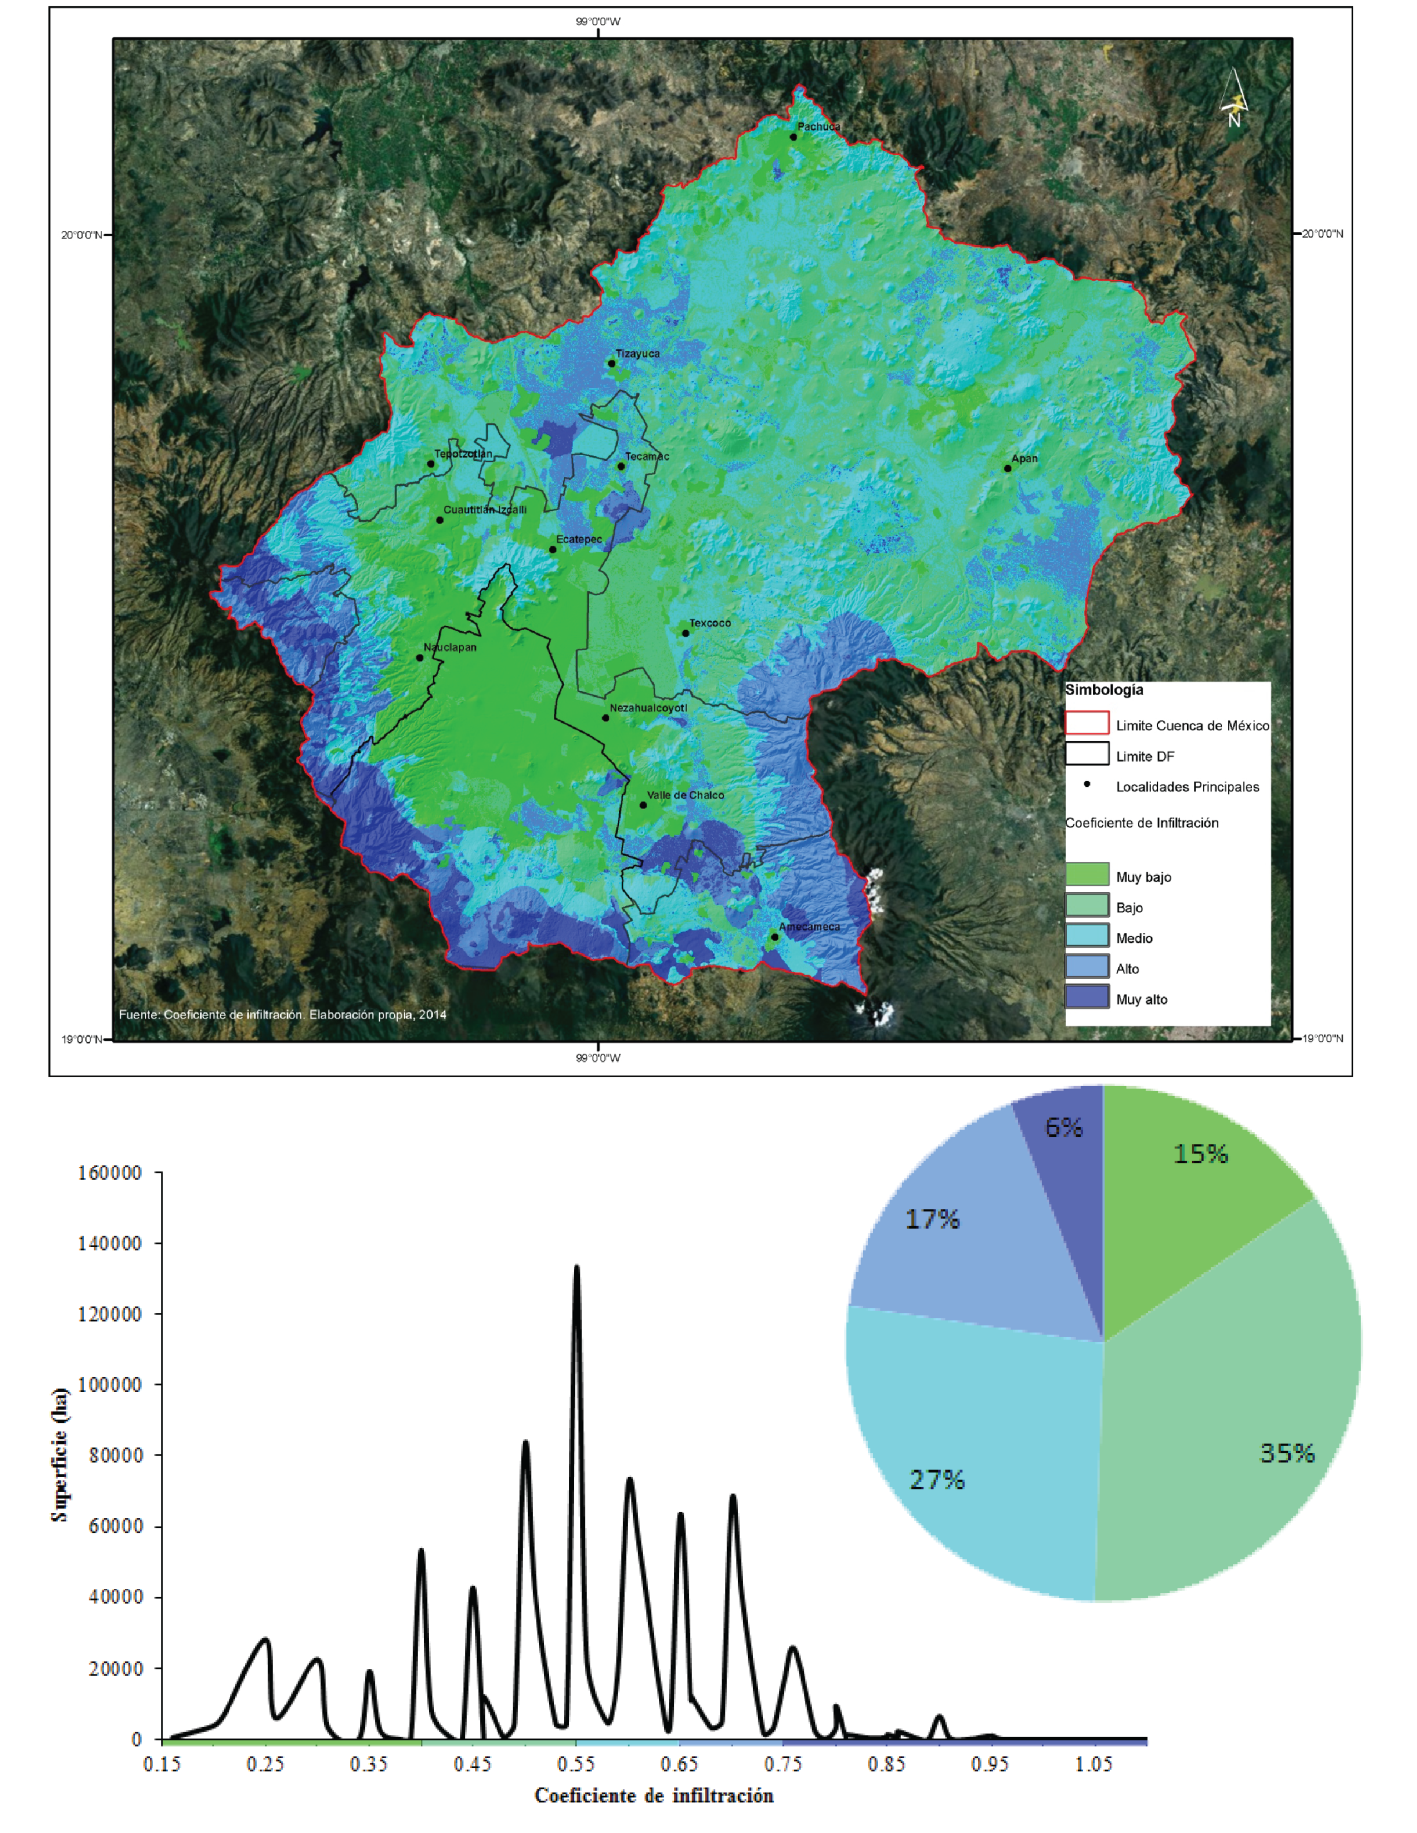 99°0'0"W
Pachuca
N
20°0'0"N
20°0'0"N
Tizayuca
Tepotzotlán
Tecamac
Apan
Cuautitlán Izcalli
Ecatepec
Texcoco
Nauclapan
Nezahualcoyotl
Valle de Chalco
Amecameca
Simbología
Limite Cuenca de México
Limite DF
Localidades Principales
Coeficiente de Infiltración
Muy bajo
Bajo
Medio
Alto
Muy alto
Fuente: Coeficiente de infiltración. Elaboración propia, 2014
19°0'0"N
19°0'0"N
99°0'0"W
6%
15%
17%
35%
27%
160000
140000
120000
100000
80000
60000
40000
20000
0
Superficie (ha)
0.15 0.25 0.35 0.45 0.55 0.65 0.75 0.85 0.95 1.05
Coeficiente de infiltración